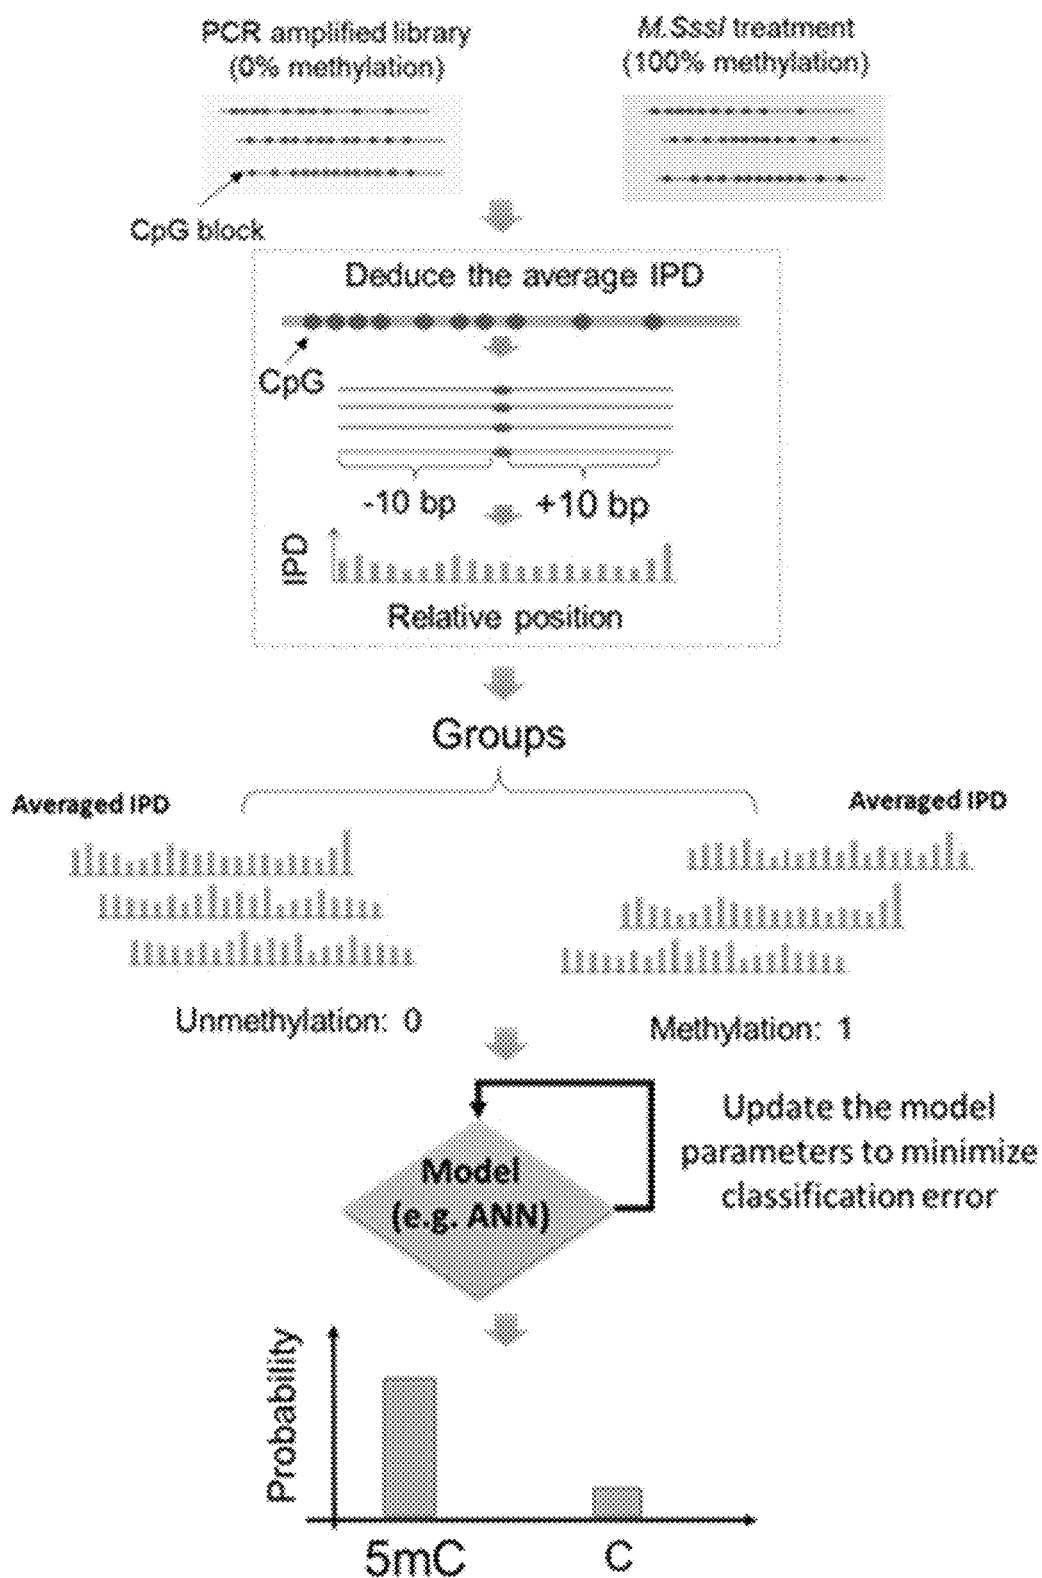 PCR amplified library
(0% methylation)
M.SssI treatment
(100% methylation)
CpG block
Deduce the average IPD
CpG
-10 bp
+10 bp
IPD
Relative position
Groups
Averaged IPD
Averaged IPD
Unmethylation: 0
Methylation: 1
Model
(e.g. ANN)
Update the model
parameters to minimize
classification error
Probability
5mC
C